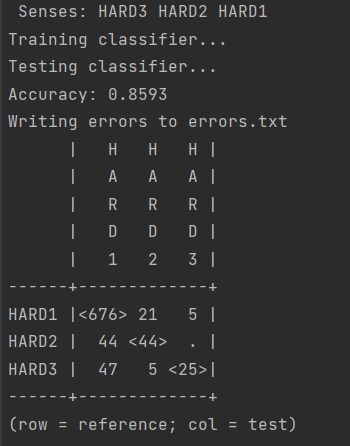 Senses: HARD3 HARD2 HARD1
Training classifier...
Testing classifier...
Accuracy: 0.8593
Writing errors to errors.txt
       |   H   H   H |
       |   A   A   A |
       |   R   R   R |
       |   D   D   D |
       |   1   2   3 |
------+-------------+
HARD1 |<676> 21   5 |
HARD2 |  44 <44>  . |
HARD3 |  47   5 <25>|
------+-------------+
(row = reference; col = test)